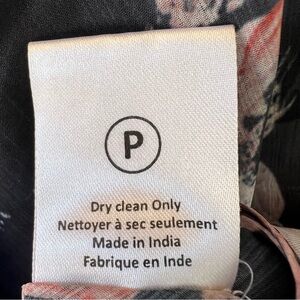 P
Dry clean Only
Nettoyer à sec seulement
Made in India
Fabrique en Inde